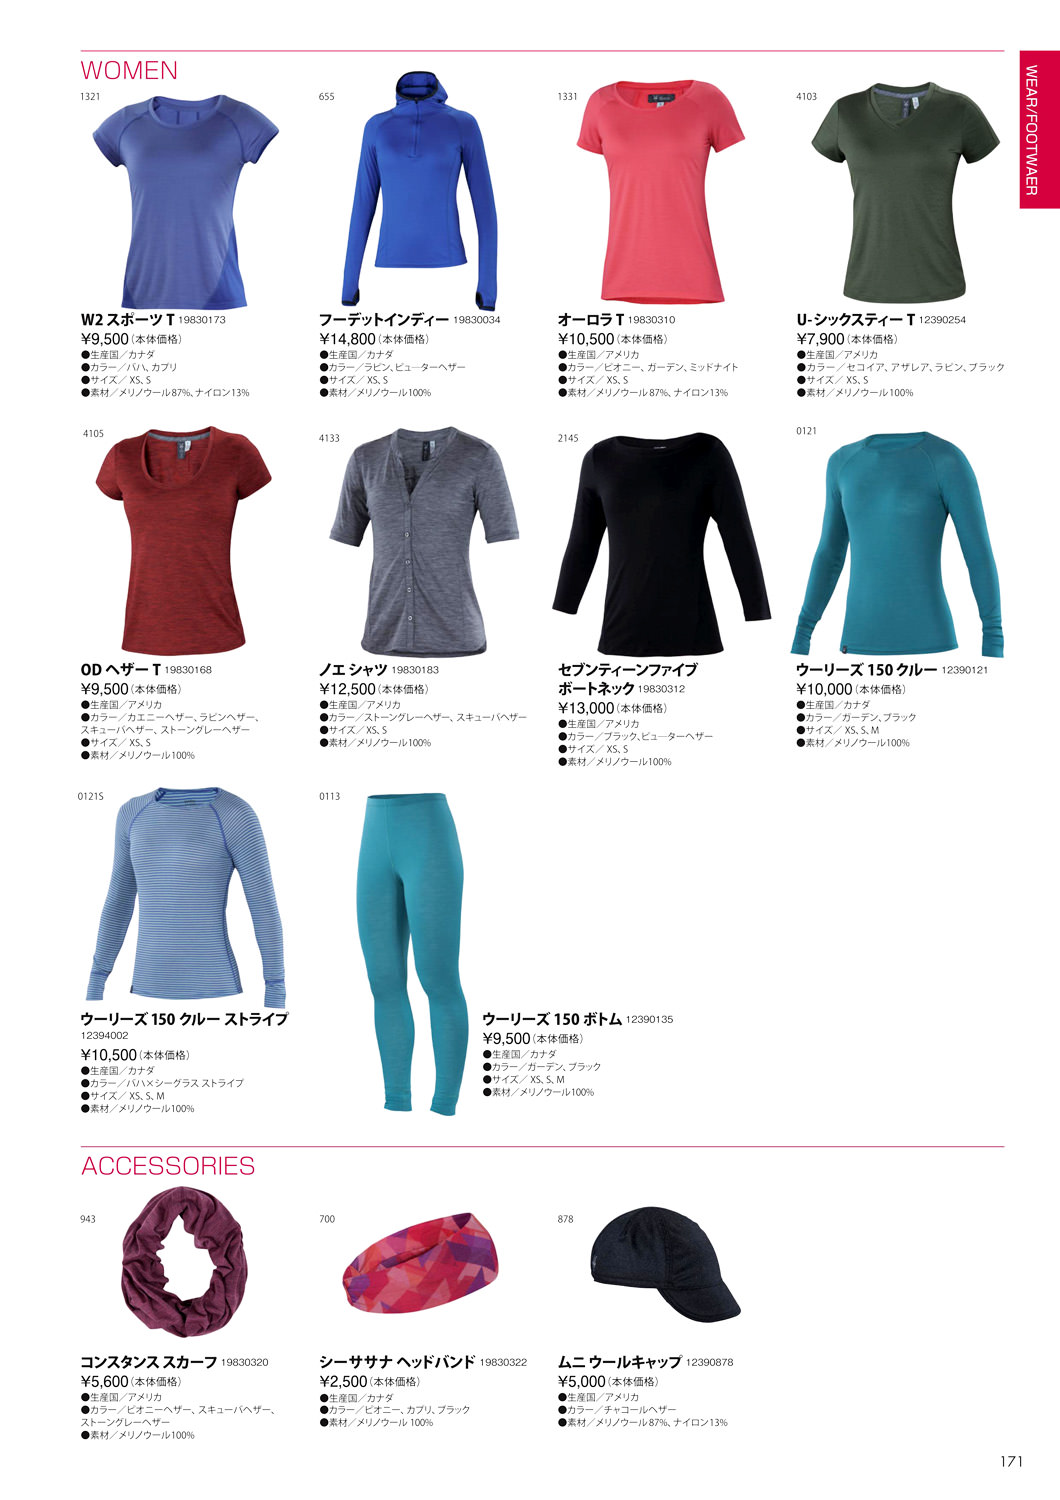 WEAR/FOOTWAER
WOMEN
1321
W2 スポーツ T 19830173
¥9,500（本体価格）
●生産国／カナダ
●カラー／バハ、カプリ
●サイズ／ XS、S
●素材／メリノウール87%、ナイロン13%
655
フーデットインディー 19830034
¥14,800（本体価格）
●生産国／カナダ
●カラー／ラピン、ピューターヘザー
●サイズ／ XS、S
●素材／メリノウール100%
1331
オーロラ T 19830310
¥10,500（本体価格）
●生産国／アメリカ
●カラー／ピオニー、ガーデン、ミッドナイト
●サイズ／ XS、S
●素材／メリノウール87%、ナイロン13%
4103
U-シックスティー T 12390254
¥7,900（本体価格）
●生産国／アメリカ
●カラー／ セコイア、アザレア、ラピン、ブラック
●サイズ／ XS、S
●素材／メリノウール100%
4105
OD ヘザー T 19830168
¥9,500（本体価格）
●生産国／アメリカ
●カラー／カエニーヘザー、ラピンヘザー、
スキューバヘザー、ストーングレーヘザー
●サイズ／ XS、S
●素材／メリノウール100%
4133
ノエ シャツ 19830183
¥12,500（本体価格）
●生産国／アメリカ
●カラー／ストーングレーヘザー、スキューバヘザー
●サイズ／XS、S
●素材／メリノウール100%
2145
セブンティーンファイブ
ボートネック 19830312
¥13,000（本体価格）
●生産国／アメリカ
●カラー／ブラック、ピューターヘザー
●サイズ／ XS、S
●素材／メリノウール100%
0121
ウーリーズ 150 クルー 12390121
¥10,000（本体価格）
●生産国／カナダ
●カラー／ガーデン、ブラック
●サイズ／ XS、S、M
●素材／メリノウール100%
0121S
ウーリーズ 150 クルー ストライプ
12394002
¥10,500（本体価格）
●生産国／カナダ
●カラー／バハ×シーグラス ストライプ
●サイズ／ XS、S、M
●素材／メリノウール100%
0113
ウーリーズ 150 ボトム 12390135
¥9,500（本体価格）
●生産国／カナダ
●カラー／ガーデン、ブラック
●サイズ／ XS、S、M
●素材／メリノウール100%
ACCESSORIES
943
コンスタンス スカーフ 19830320
¥5,600（本体価格）
●生産国／アメリカ
●カラー／ピオニーヘザー、スキューバヘザー、
ストーングレーヘザー
●素材／メリノウール100%
700
シーササナ ヘッドバンド 19830322
¥2,500（本体価格）
●生産国／カナダ
●カラー／ピオニー、カプリ、ブラック
●素材／メリノウール 100%
878
ムニ ウールキャップ 12390878
¥5,000（本体価格）
●生産国／アメリカ
●カラー／チャコールヘザー
●素材／メリノウール87%、ナイロン13%
171